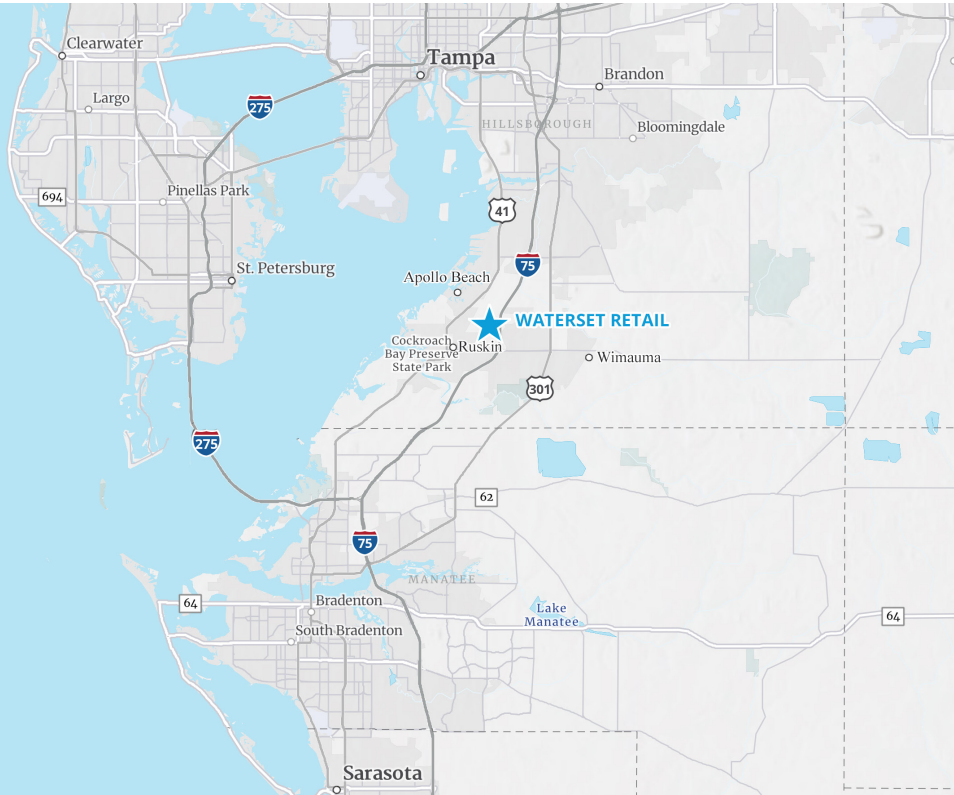 Clearwater
Tampa
Brandon
Largo
275
HILLSBOROUGH
Bloomingdale
Pinellas Park
694
41
St. Petersburg
75
Apollo Beach
WATERSET RETAIL
Cockroach
Bay Preserve
State Park
Ruskin
Wimauma
301
275
62
75
MANATEE
64
Bradenton
Lake
Manatee
64
South Bradenton
Sarasota